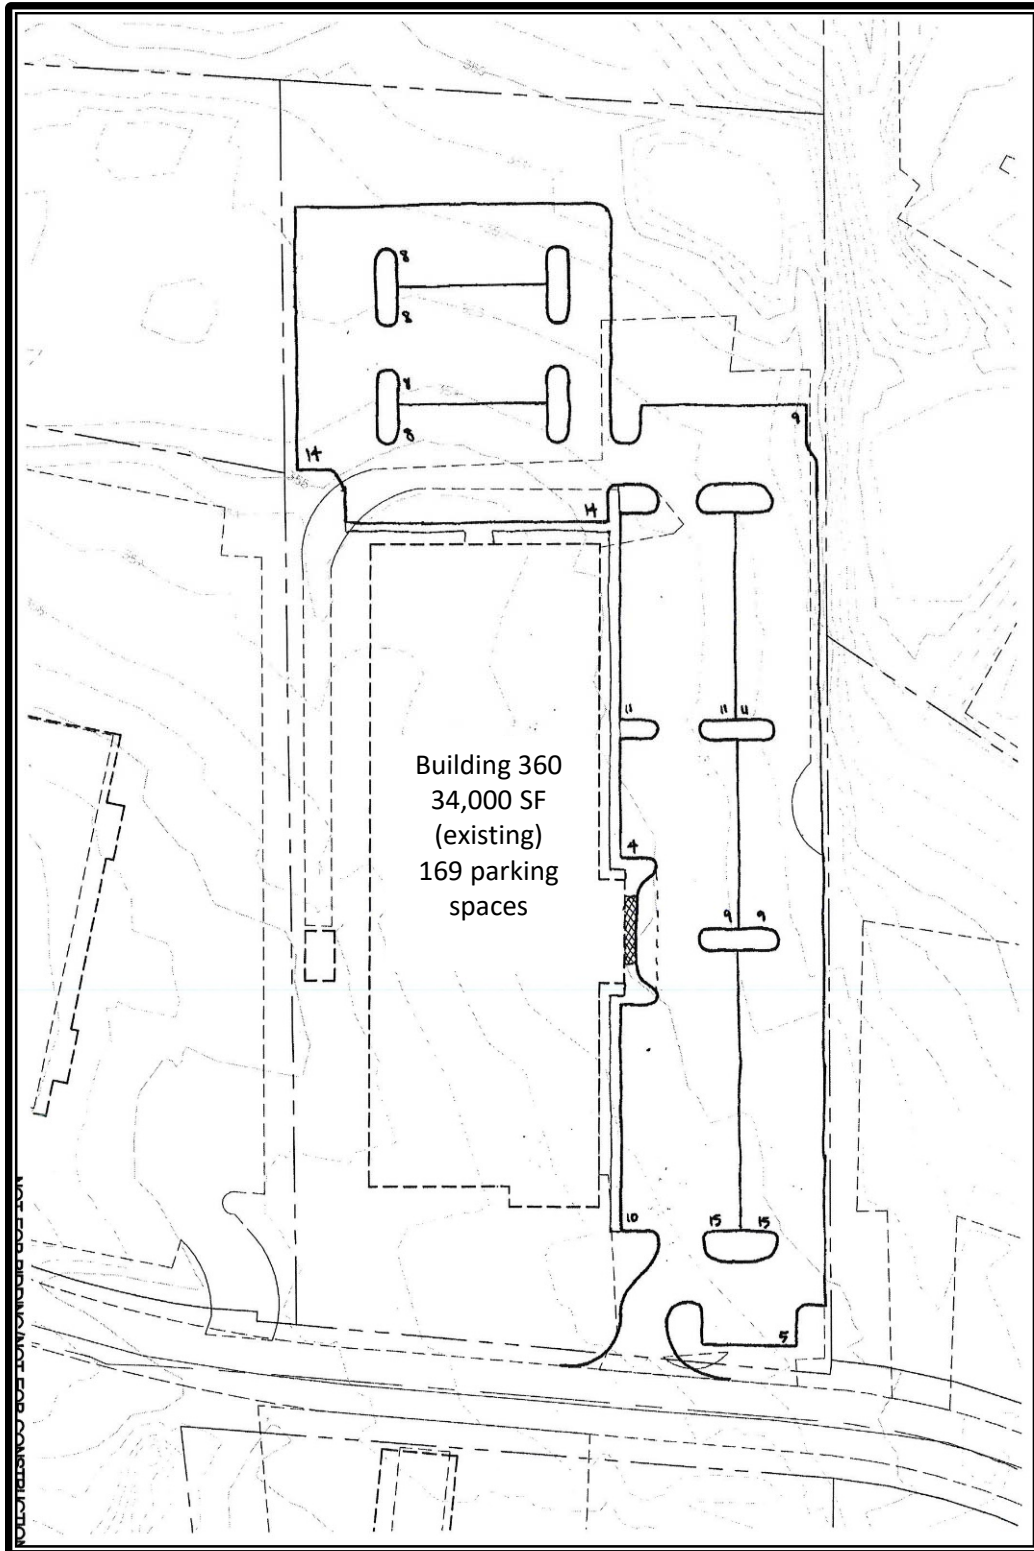 8
8
8
8
14
14
9
11
11 11
4
Building 360
34,000 SF
(existing)
169 parking
spaces
9 9
10
15 15
5
NOT FOR BIDDING/NOT FOR CONSTRUCTION